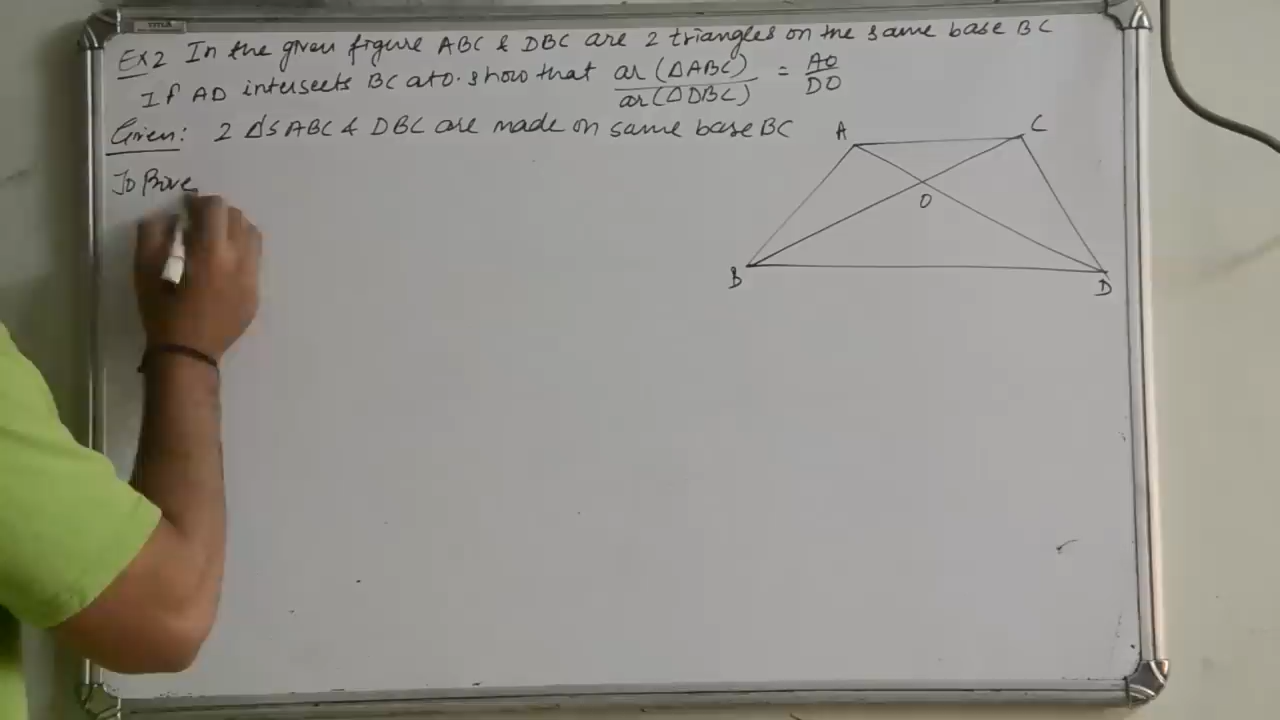 Ex2 In the given figure ABC & DBC are 2 triangles on the same base BC
If AD intersects BC at O. show that ar(ΔABC)/ar(ΔDBC) = AO/DO
Given: 2 Δ's ABC & DBC are made on same base BC
To Prove
A
C
O
B
D